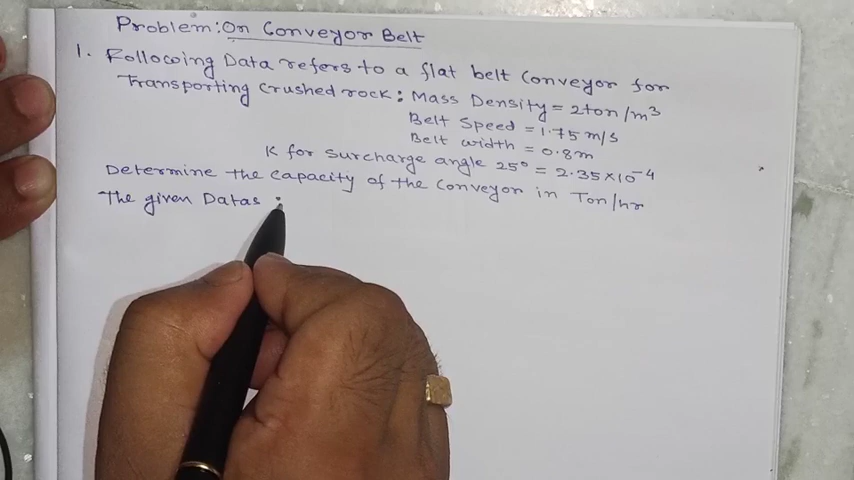 Problem: On Conveyor Belt
1. Following Data refers to a flat belt conveyor for
Transporting crushed rock: Mass Density = 2ton/m³
Belt Speed = 1.75 m/s
Belt width = 0.8m
K for surcharge angle 25° = 2.35×10⁻⁴
Determine the capacity of the conveyor in Ton/hr
The given Datas :